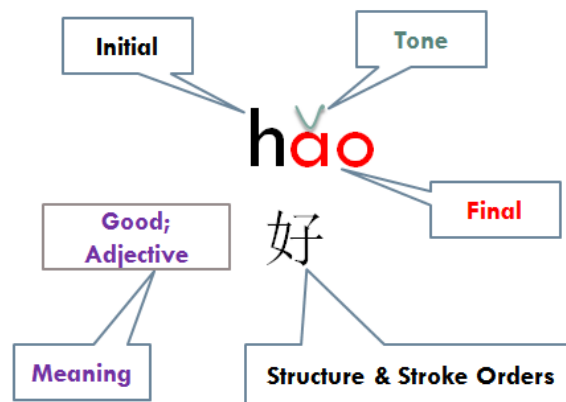 Initial
Tone
hǎo
Final
Good;
Adjective
好
Meaning
Structure & Stroke Orders